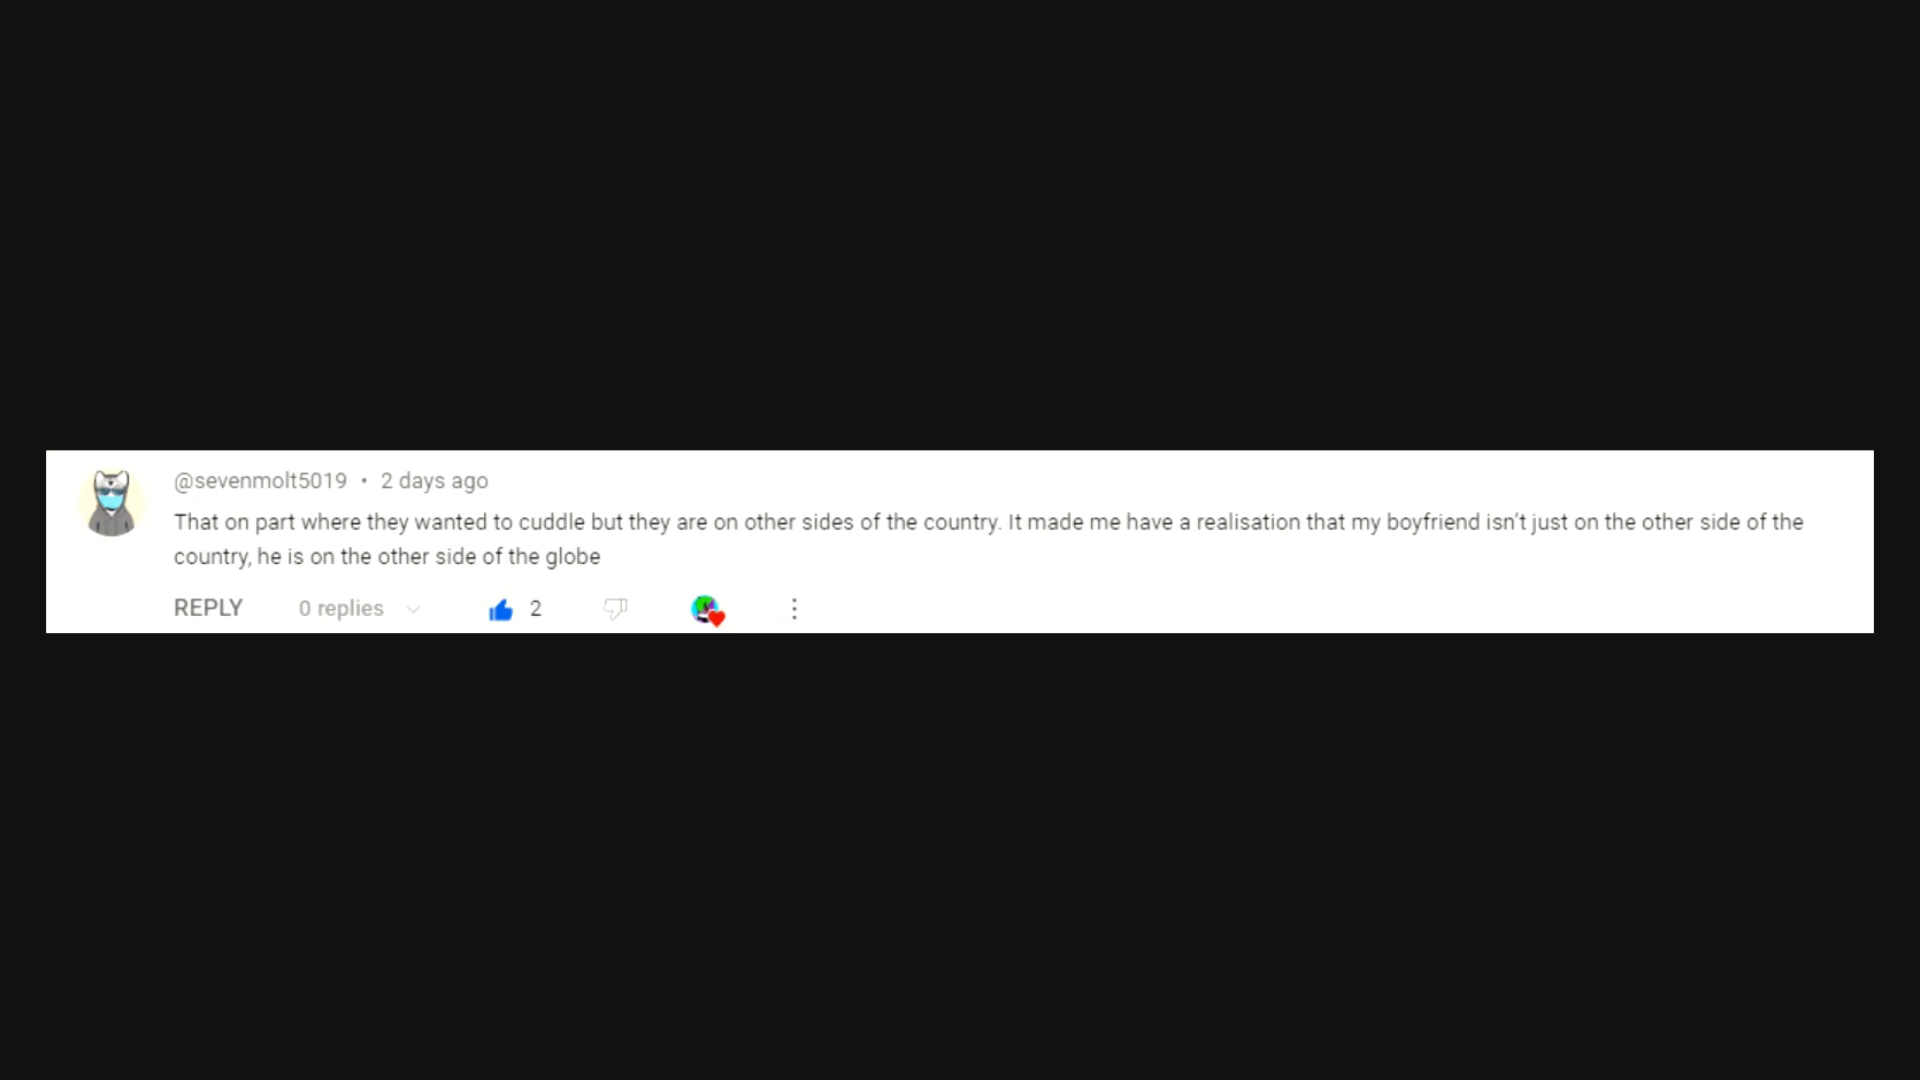 @sevenmolt5019 • 2 days ago
That on part where they wanted to cuddle but they are on other sides of the country. It made me have a realisation that my boyfriend isn't just on the other side of the
country, he is on the other side of the globe
REPLY 0 replies 2